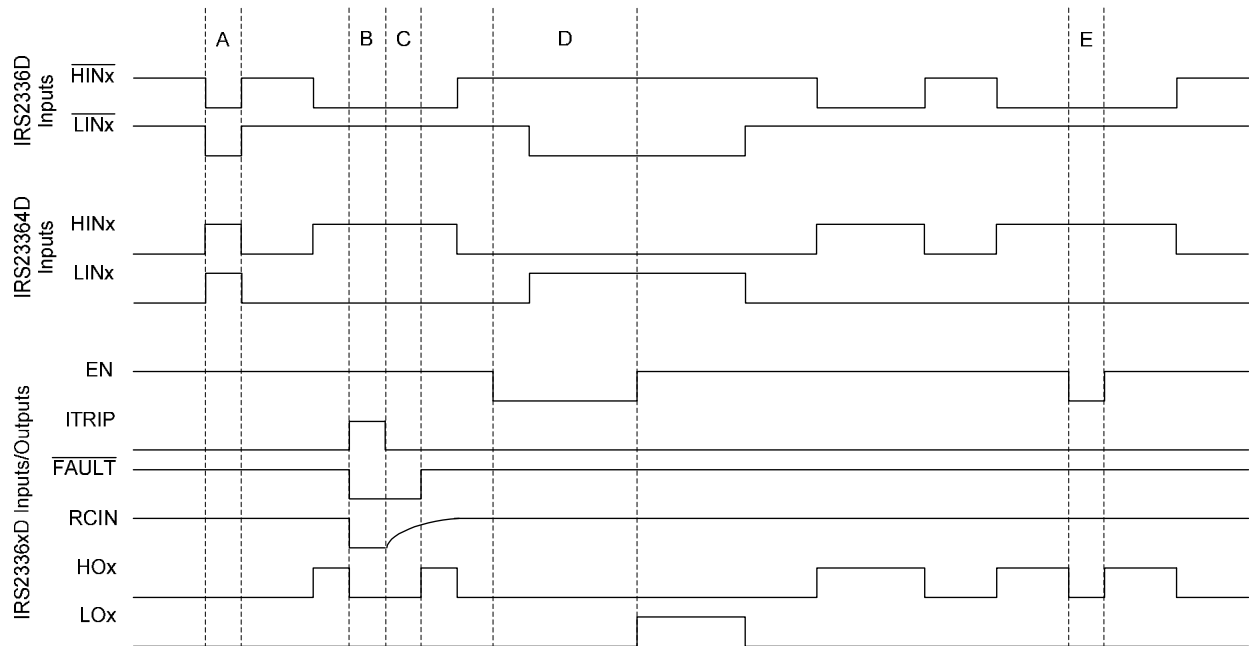 A
B
C
D
E
IRS2336D
Inputs
HINx
LINx
IRS23364D
Inputs
HINx
LINx
IRS2336xD Inputs/Outputs
EN
ITRIP
FAULT
RCIN
HOx
LOx